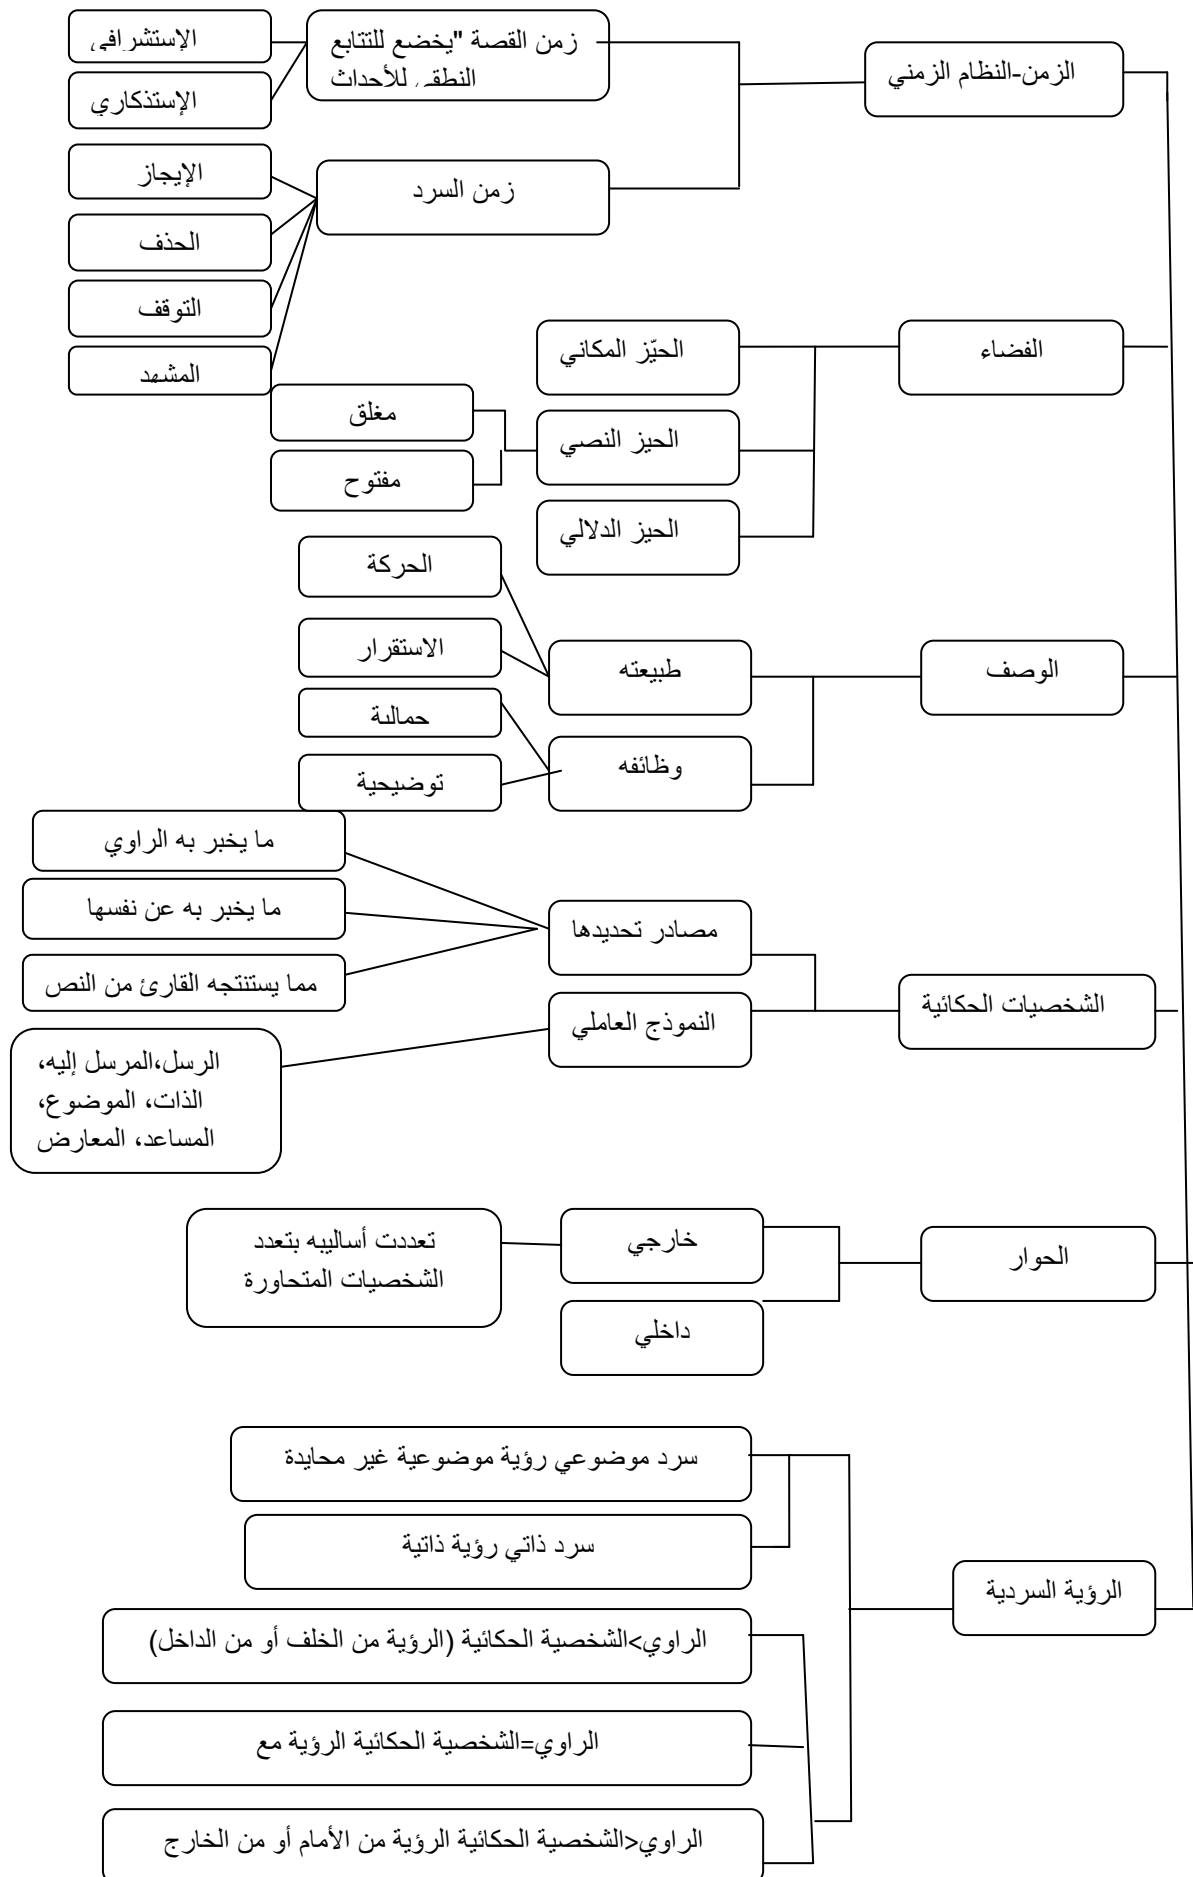 الزمن-النظام الزمني
زمن القصة "يخضع للتتابع
النطقي للأحداث
الإستشرافي
الإستذكاري
زمن السرد
الإيجاز
الحذف
التوقف
المشهد
الفضاء
الحيّز المكاني
الحيز النصي
مغلق
مفتوح
الحيز الدلالي
الوصف
طبيعته
الحركة
الاستقرار
وظائفه
جمالية
توضيحية
الشخصيات الحكائية
مصادر تحديدها
ما يخبر به الراوي
ما يخبر به عن نفسها
مما يستنتجه القارئ من النص
النموذج العاملي
الرسل،المرسل إليه،
الذات، الموضوع،
المساعد، المعارض
الحوار
خارجي
تعددت أساليبه بتعدد
الشخصيات المتحاورة
داخلي
الرؤية السردية
سرد موضوعي رؤية موضوعية غير محايدة
سرد ذاتي رؤية ذاتية
الراوي>الشخصية الحكائية (الرؤية من الخلف أو من الداخل)
الراوي=الشخصية الحكائية الرؤية مع
الراوي<الشخصية الحكائية الرؤية من الأمام أو من الخارج